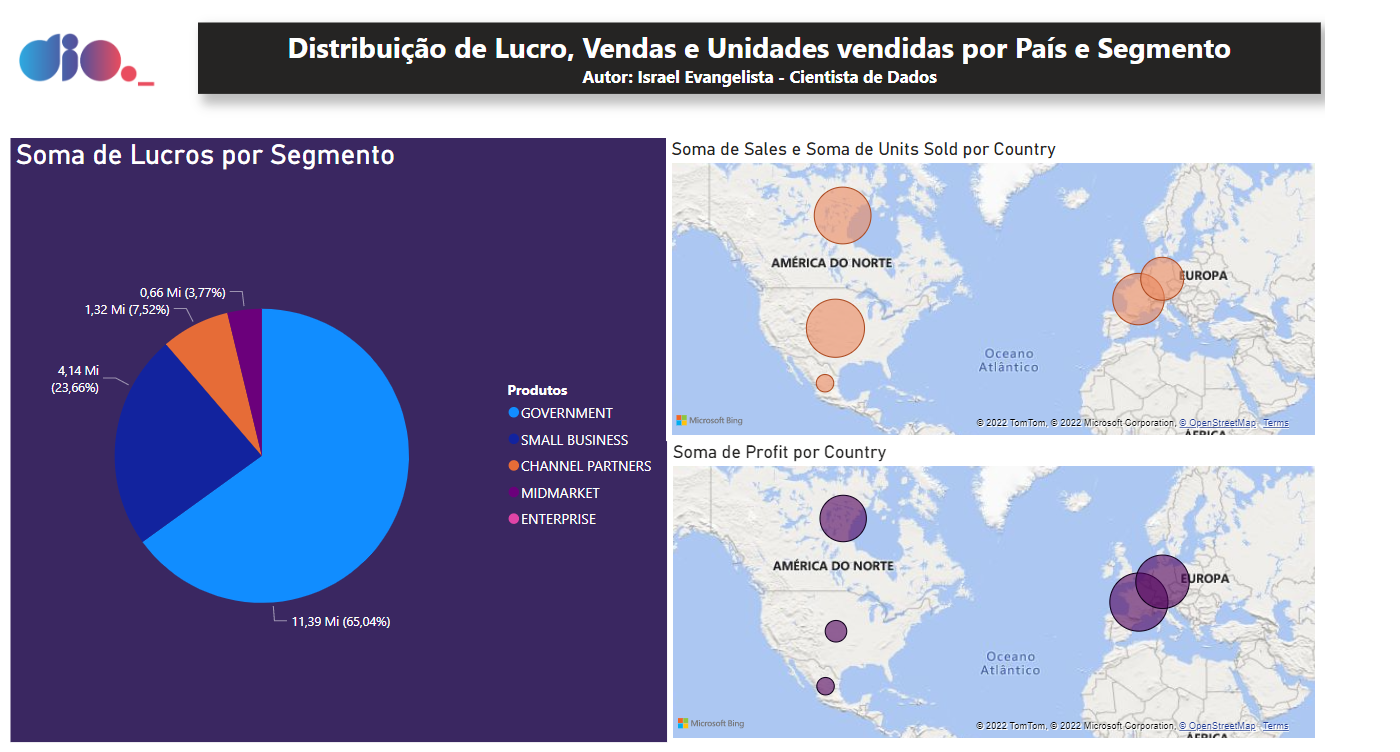 dio._
Distribuição de Lucro, Vendas e Unidades vendidas por País e Segmento
Autor: Israel Evangelista - Cientista de Dados
Soma de Lucros por Segmento
0,66 Mi (3,77%)
1,32 Mi (7,52%)
4,14 Mi
(23,66%)
11,39 Mi (65,04%)
Produtos
GOVERNMENT
SMALL BUSINESS
CHANNEL PARTNERS
MIDMARKET
ENTERPRISE
Soma de Sales e Soma de Units Sold por Country
AMÉRICA DO NORTE
EUROPA
Oceano
Atlântico
ÁFRICA
Microsoft Bing
© 2022 TomTom, © 2022 Microsoft Corporation, © OpenStreetMap Terms
Soma de Profit por Country
AMÉRICA DO NORTE
EUROPA
Oceano
Atlântico
ÁFRICA
Microsoft Bing
© 2022 TomTom, © 2022 Microsoft Corporation, © OpenStreetMap Terms